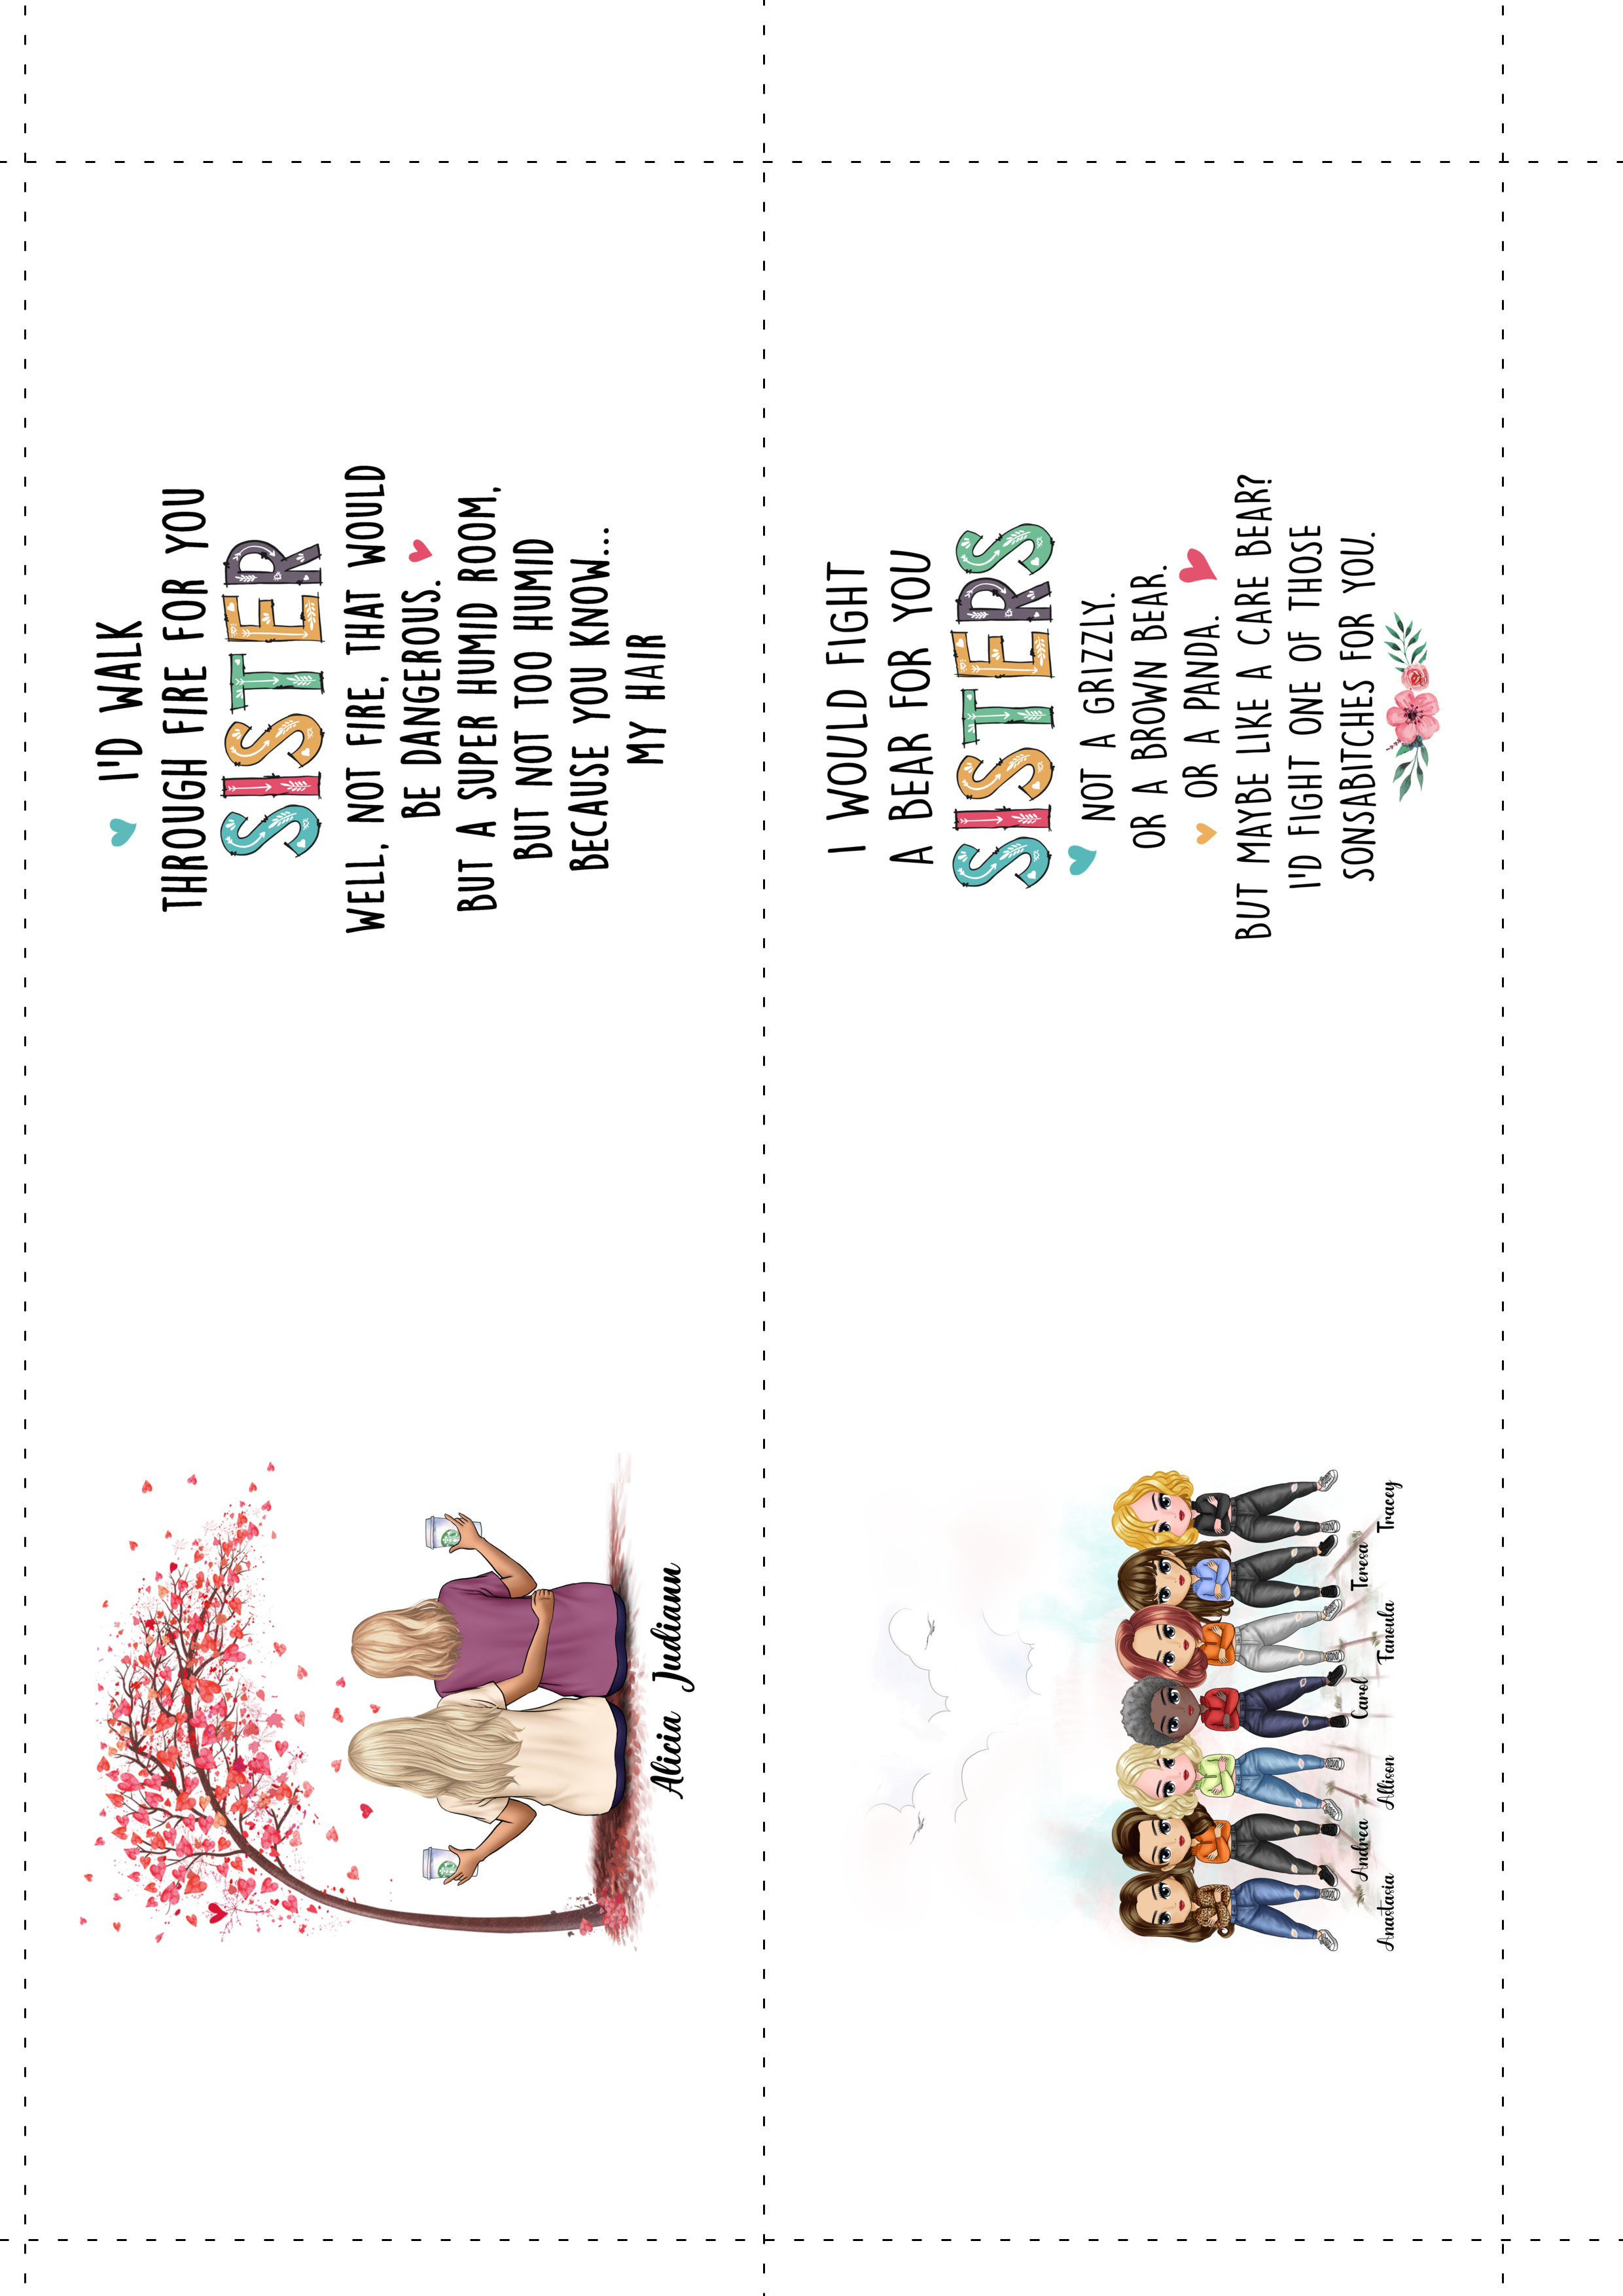 I'D WALK
THROUGH FIRE FOR YOU
SISTER
WELL, NOT FIRE, THAT WOULD
BE DANGEROUS.
BUT A SUPER HUMID ROOM,
BUT NOT TOO HUMID
BECAUSE YOU KNOW...
MY HAIR
Alicia Judiann
I WOULD FIGHT
A BEAR FOR YOU
SISTERS
NOT A GRIZZLY.
OR A BROWN BEAR.
OR A PANDA.
BUT MAYBE LIKE A CARE BEAR?
I'D FIGHT ONE OF THOSE
SONSABITCHES FOR YOU.
Anastasia Andrea Allison Carol Fanoula Teresa Tracey